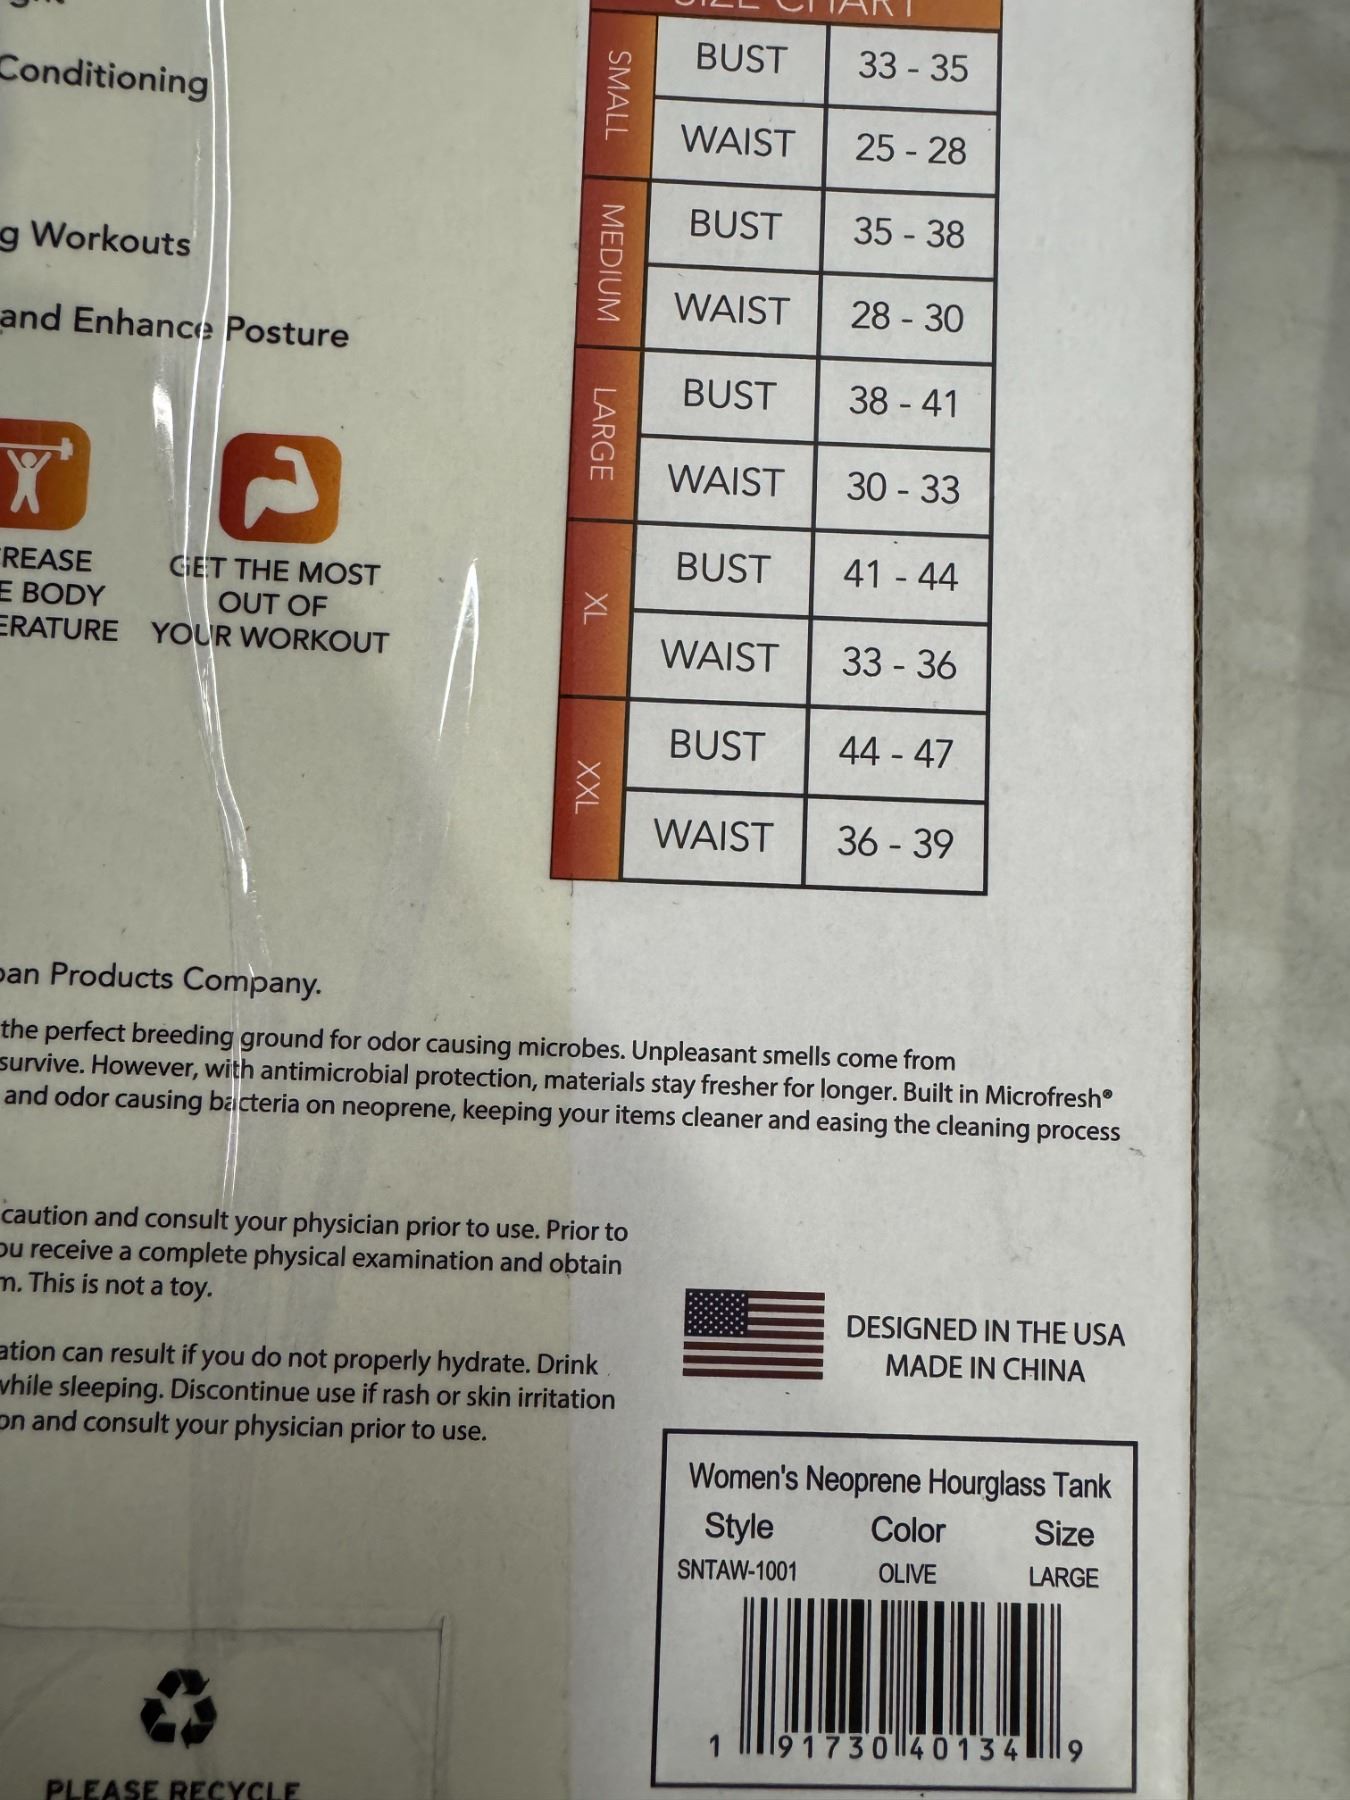 SIZE CHART
SMALL
BUST 33 - 35
WAIST 25 - 28
MEDIUM
BUST 35 - 38
WAIST 28 - 30
LARGE
BUST 38 - 41
WAIST 30 - 33
XL
BUST 41 - 44
WAIST 33 - 36
XXL
BUST 44 - 47
WAIST 36 - 39
Conditioning
Workouts
and Enhance Posture
BODY
GET THE MOST
OUT OF
YOUR WORKOUT
Products Company.
the perfect breeding ground for odor causing microbes. Unpleasant smells come from
survive. However, with antimicrobial protection, materials stay fresher for longer. Built in Microfresh®
and odor causing bacteria on neoprene, keeping your items cleaner and easing the cleaning process
caution and consult your physician prior to use. Prior to
receive a complete physical examination and obtain
This is not a toy.
can result if you do not properly hydrate. Drink
while sleeping. Discontinue use if rash or skin irritation
and consult your physician prior to use.
DESIGNED IN THE USA
MADE IN CHINA
Women's Neoprene Hourglass Tank
Style Color Size
SNTAW-1001 OLIVE LARGE
1 91730 40134 9
PLEASE RECYCLE